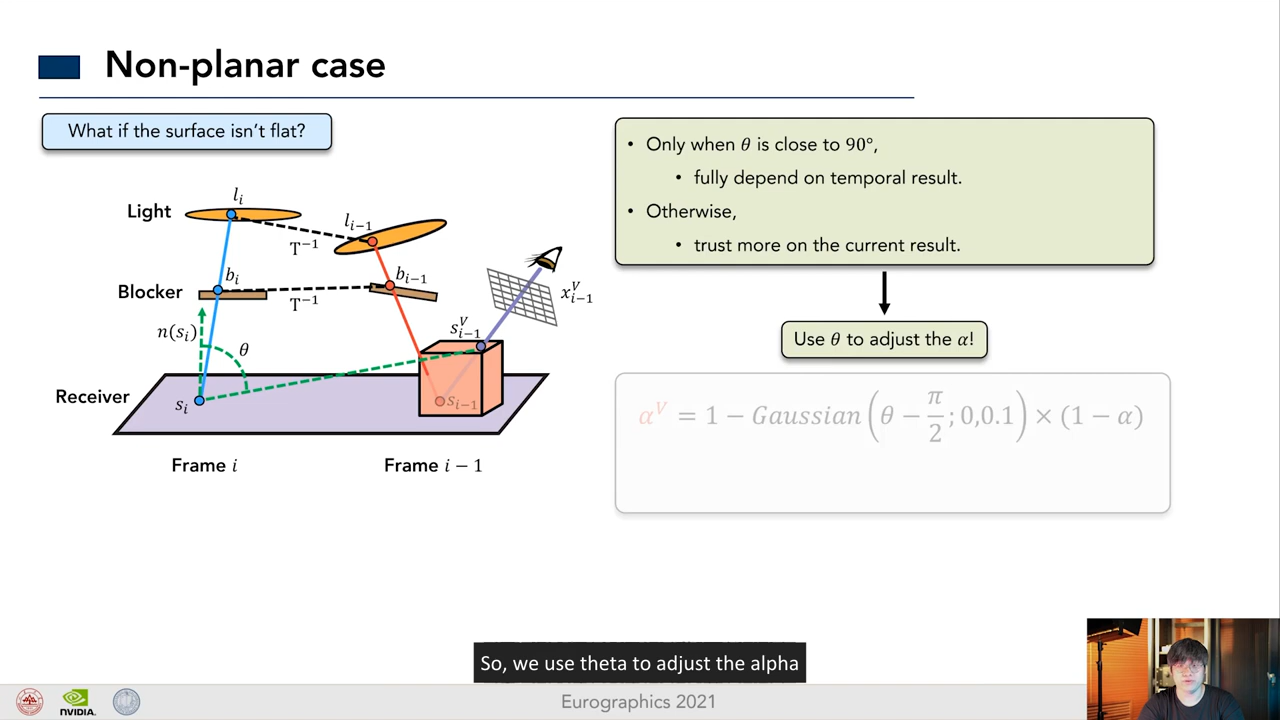 Non-planar case
What if the surface isn't flat?
Light
l_i
l_{i−1}
T^{−1}
Blocker
b_i
b_{i−1}
T^{−1}
x^V_{i−1}
n(s_i)
θ
s^V_{i−1}
Receiver
s_i
s_{i−1}
Frame i
Frame i − 1
• Only when θ is close to 90°,
• fully depend on temporal result.
• Otherwise,
• trust more on the current result.
Use θ to adjust the α!
α^V = 1 − Gaussian(θ − π/2; 0,0.1) × (1 − α)
So, we use theta to adjust the alpha
NVIDIA.
Eurographics 2021